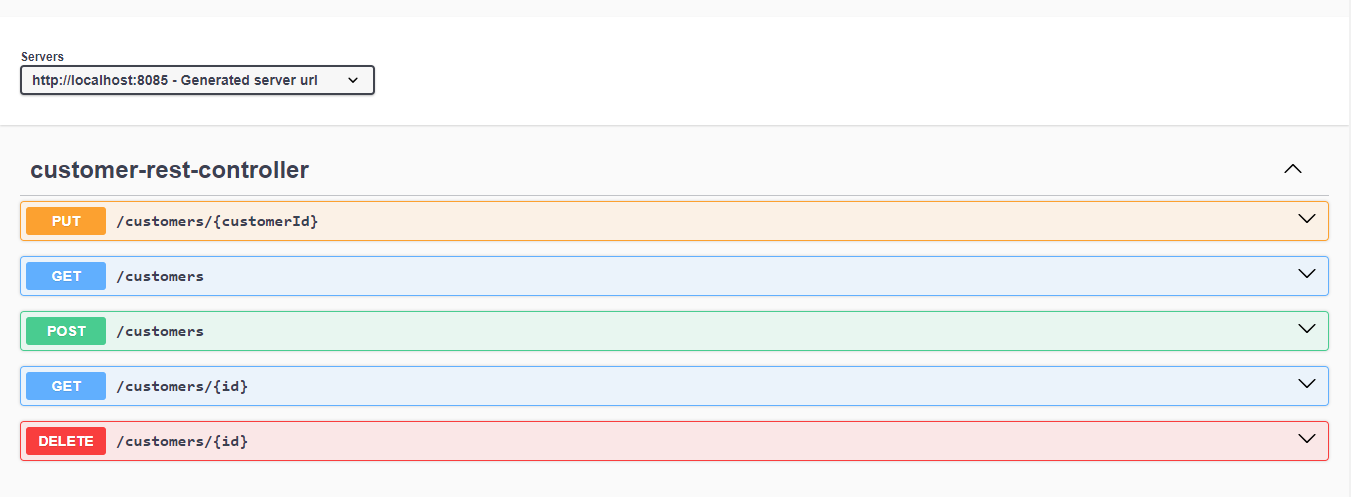 Servers
http://localhost:8085 - Generated server url
customer-rest-controller
PUT /customers/{customerId}
GET /customers
POST /customers
GET /customers/{id}
DELETE /customers/{id}